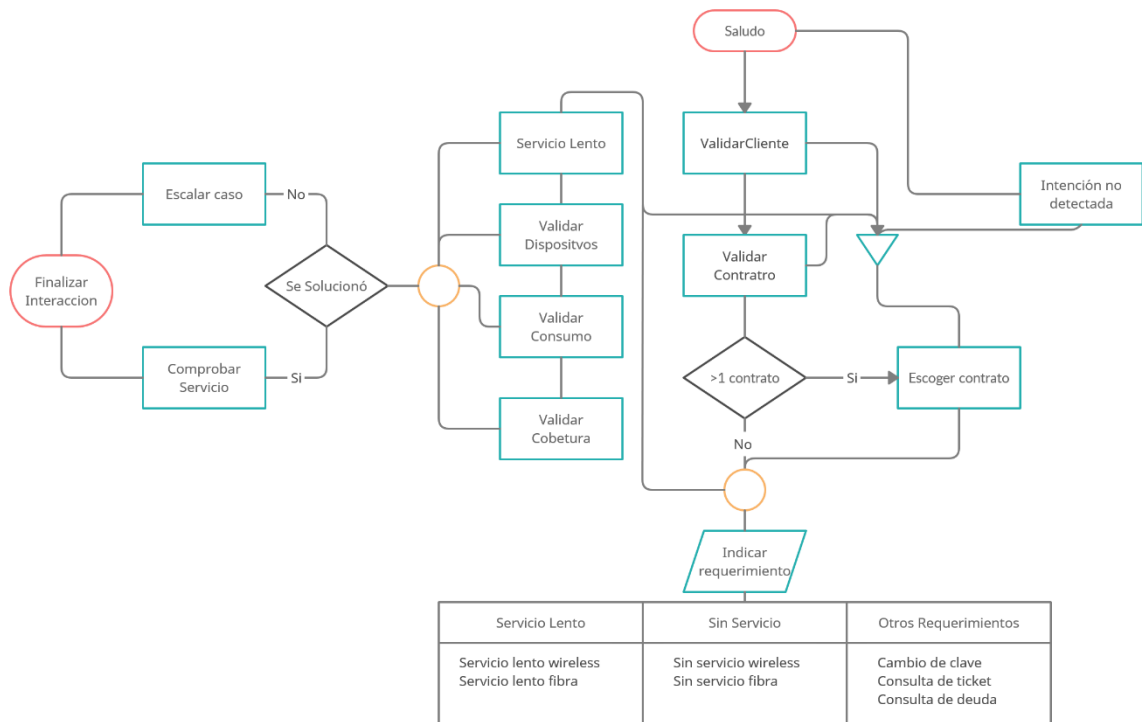 Saludo
Servicio Lento
ValidarCliente
Escalar caso
No
Intención no
detectada
Validar
Dispositvos
Validar
Contratro
Finalizar
Interaccion
Se Solucionó
Validar
Consumo
Comprobar
Servicio
Si
>1 contrato
Si
Escoger contrato
Validar
Cobetura
No
Indicar
requerimiento
Servicio Lento
Sin Servicio
Otros Requerimientos
Servicio lento wireless
Servicio lento fibra
Sin servicio wireless
Sin servicio fibra
Cambio de clave
Consulta de ticket
Consulta de deuda